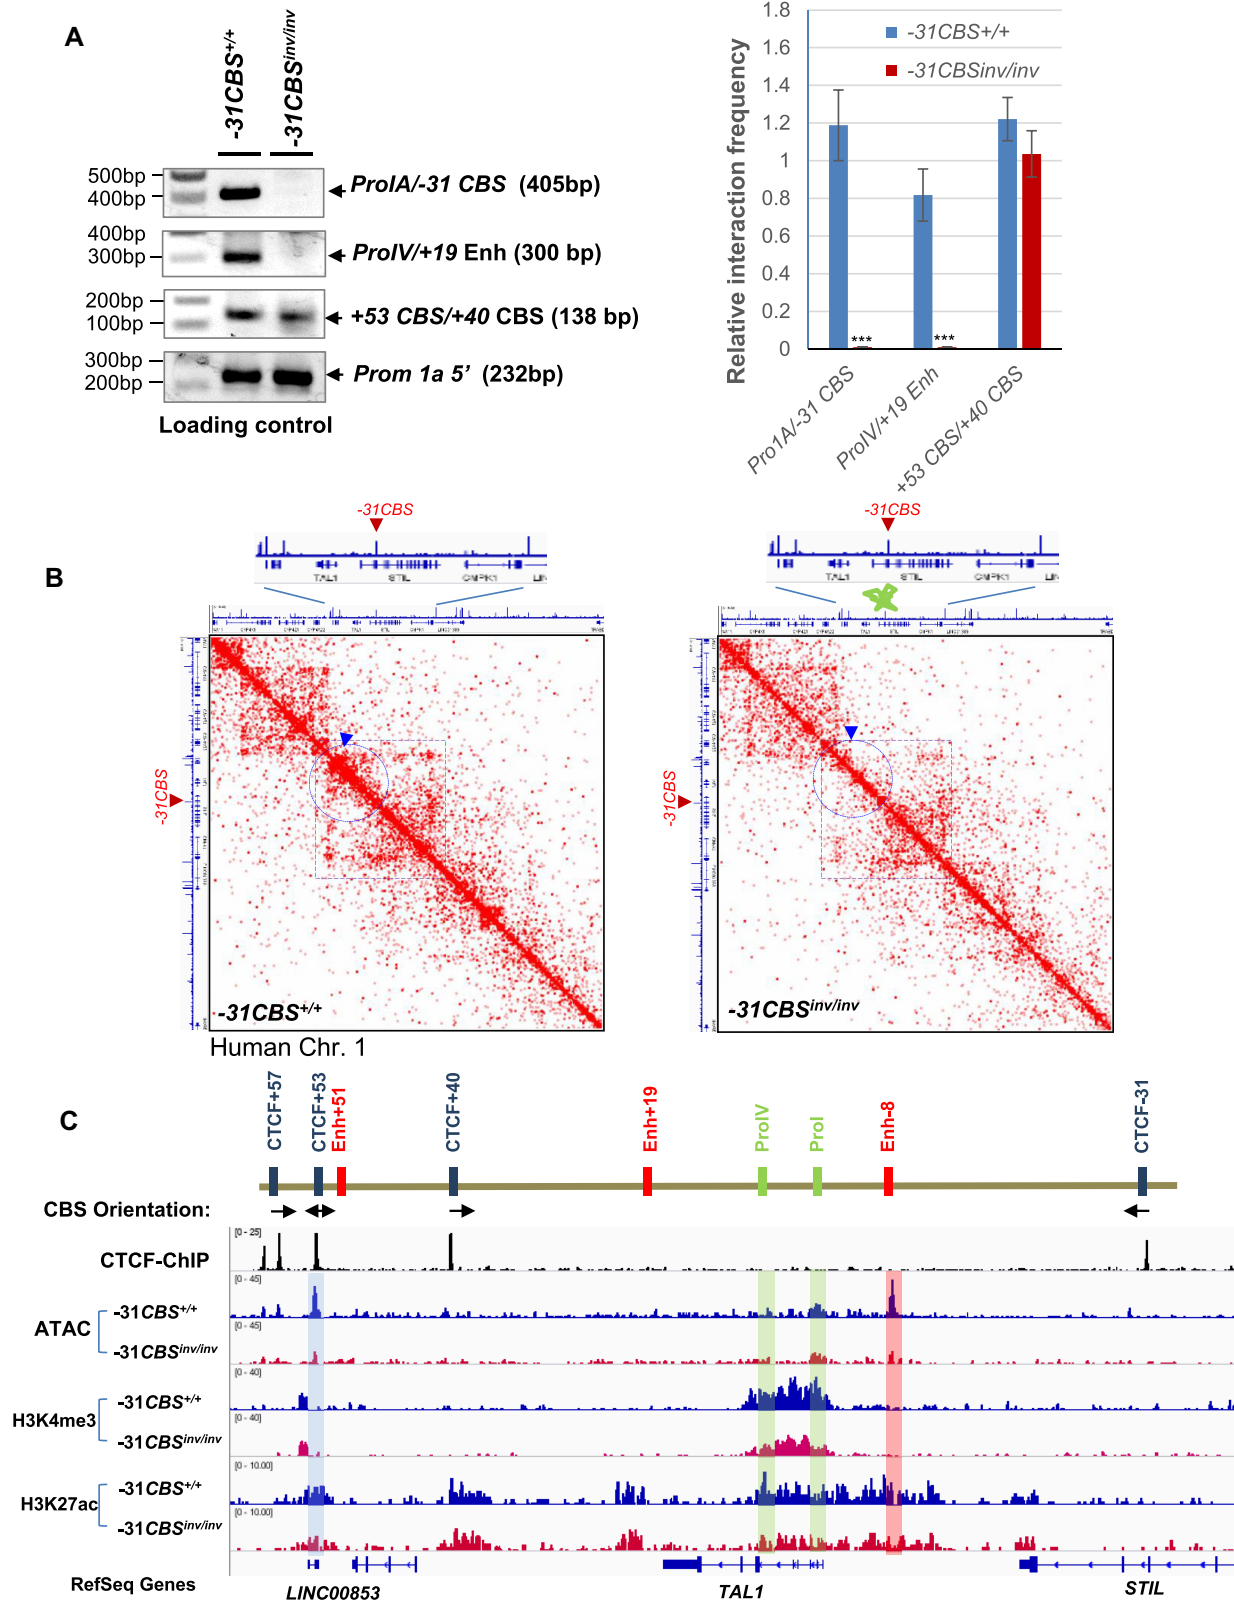 A
-31CBS+/+
-31CBSinv/inv
500bp
400bp
ProIA/-31 CBS (405bp)
400bp
300bp
ProIV/+19 Enh (300 bp)
200bp
100bp
+53 CBS/+40 CBS (138 bp)
300bp
200bp
Prom 1a 5' (232bp)
Loading control
Relative interaction frequency
1.8
1.6
1.4
1.2
1
0.8
0.6
0.4
0.2
0
-31CBS+/+
-31CBSinv/inv
***
***
Pro1A/-31 CBS
ProIV/+19 Enh
+53 CBS/+40 CBS
B
-31CBS
TAL1
STIL
CMPK1
LIN
-31CBS
-31CBS+/+
Human Chr. 1
-31CBS
TAL1
STIL
CMPK1
LIN
-31CBS
-31CBSinv/inv
C
CTCF+57
CTCF+53
Enh+51
CTCF+40
Enh+19
ProIV
ProI
Enh-8
CTCF-31
CBS Orientation:
CTCF-ChIP
[0 - 25]
ATAC
-31CBS+/+
[0 - 45]
-31CBSinv/inv
[0 - 45]
H3K4me3
-31CBS+/+
[0 - 40]
-31CBSinv/inv
[0 - 40]
H3K27ac
-31CBS+/+
[0 - 10.00]
-31CBSinv/inv
[0 - 10.00]
RefSeq Genes
LINC00853
TAL1
STIL